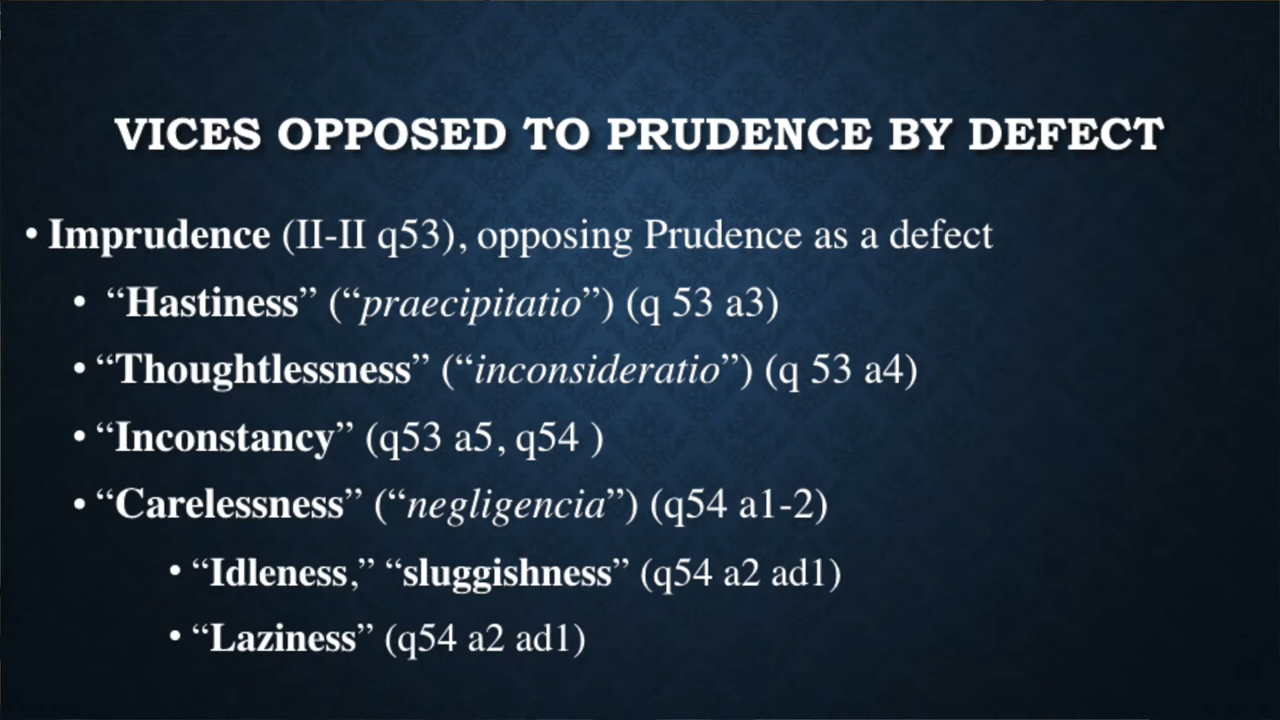 VICES OPPOSED TO PRUDENCE BY DEFECT
• Imprudence (II-II q53), opposing Prudence as a defect
• “Hastiness” (“praecipitatio”) (q 53 a3)
• “Thoughtlessness” (“inconsideratio”) (q 53 a4)
• “Inconstancy” (q53 a5, q54 )
• “Carelessness” (“negligencia”) (q54 a1-2)
• “Idleness,” “sluggishness” (q54 a2 ad1)
• “Laziness” (q54 a2 ad1)